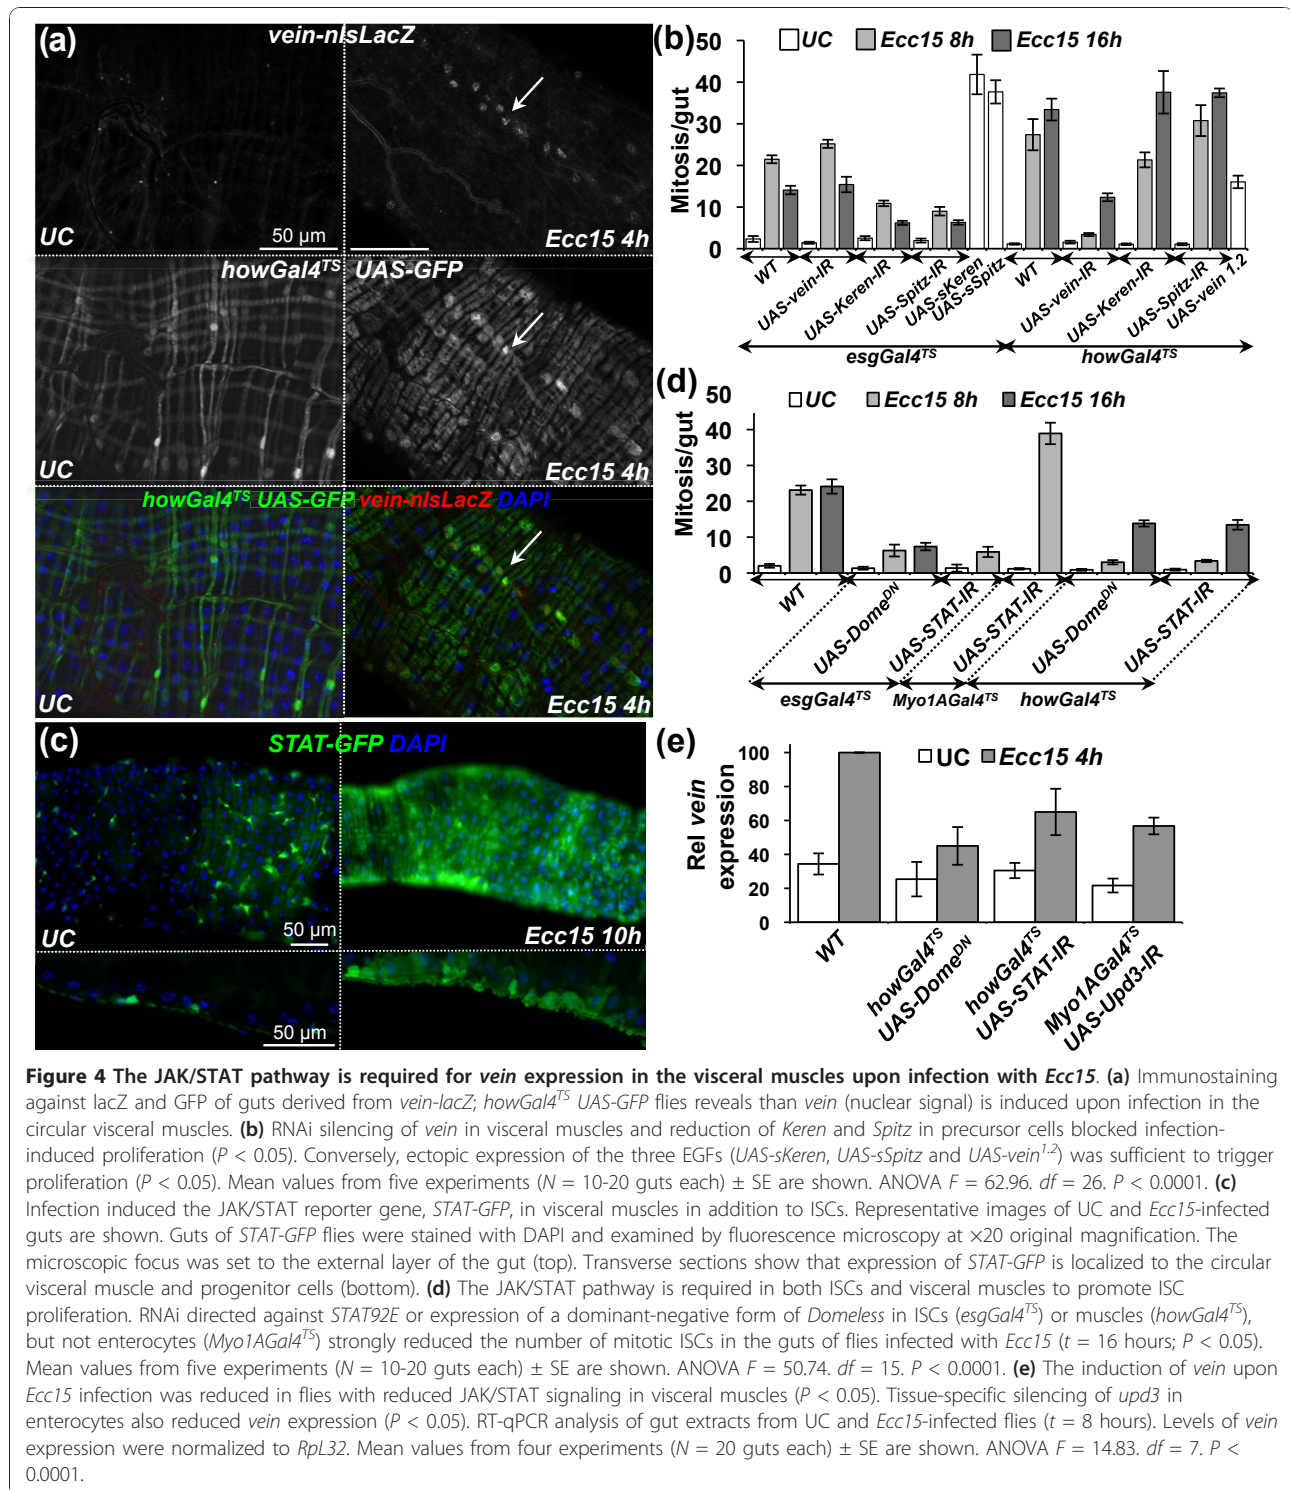 (a)
vein-nlsLacZ
UC
50 µm
Ecc15 4h
howGal4TS UAS-GFP
UC
Ecc15 4h
howGal4TS UAS-GFP vein-nlsLacZ DAPI
UC
Ecc15 4h
(b)
UC Ecc15 8h Ecc15 16h
Mitosis/gut
50
40
30
20
10
0
WT
UAS-vein-IR
UAS-Keren-IR
UAS-Spitz-IR
UAS-sKeren
UAS-sSpitz
WT
UAS-vein-IR
UAS-Keren-IR
UAS-Spitz-IR
UAS-vein 1.2
esgGal4TS
howGal4TS
(c)
STAT-GFP DAPI
UC
50 µm
Ecc15 10h
50 µm
(d)
UC Ecc15 8h Ecc15 16h
Mitosis/gut
50
40
30
20
10
0
WT
UAS-DomeDN
UAS-STAT-IR
UAS-STAT-IR
UAS-DomeDN
UAS-STAT-IR
esgGal4TS
Myo1AGal4TS
howGal4TS
(e)
UC Ecc15 4h
Rel vein
expression
100
80
60
40
20
0
WT
howGal4TS
UAS-DomeDN
howGal4TS
UAS-STAT-IR
Myo1AGal4TS
UAS-Upd3-IR
Figure 4 The JAK/STAT pathway is required for vein expression in the visceral muscles upon infection with Ecc15. (a) Immunostaining
against lacZ and GFP of guts derived from vein-lacZ; howGal4TS UAS-GFP flies reveals than vein (nuclear signal) is induced upon infection in the
circular visceral muscles. (b) RNAi silencing of vein in visceral muscles and reduction of Keren and Spitz in precursor cells blocked infection-
induced proliferation (P < 0.05). Conversely, ectopic expression of the three EGFs (UAS-sKeren, UAS-sSpitz and UAS-vein1.2) was sufficient to trigger
proliferation (P < 0.05). Mean values from five experiments (N = 10-20 guts each) ± SE are shown. ANOVA F = 62.96. df = 26. P < 0.0001. (c)
Infection induced the JAK/STAT reporter gene, STAT-GFP, in visceral muscles in addition to ISCs. Representative images of UC and Ecc15-infected
guts are shown. Guts of STAT-GFP flies were stained with DAPI and examined by fluorescence microscopy at ×20 original magnification. The
microscopic focus was set to the external layer of the gut (top). Transverse sections show that expression of STAT-GFP is localized to the circular
visceral muscle and progenitor cells (bottom). (d) The JAK/STAT pathway is required in both ISCs and visceral muscles to promote ISC
proliferation. RNAi directed against STAT92E or expression of a dominant-negative form of Domeless in ISCs (esgGal4TS) or muscles (howGal4TS),
but not enterocytes (Myo1AGal4TS) strongly reduced the number of mitotic ISCs in the guts of flies infected with Ecc15 (t = 16 hours; P < 0.05).
Mean values from five experiments (N = 10-20 guts each) ± SE are shown. ANOVA F = 50.74. df = 15. P < 0.0001. (e) The induction of vein upon
Ecc15 infection was reduced in flies with reduced JAK/STAT signaling in visceral muscles (P < 0.05). Tissue-specific silencing of upd3 in
enterocytes also reduced vein expression (P < 0.05). RT-qPCR analysis of gut extracts from UC and Ecc15-infected flies (t = 8 hours). Levels of vein
expression were normalized to RpL32. Mean values from four experiments (N = 20 guts each) ± SE are shown. ANOVA F = 14.83. df = 7. P <
0.0001.